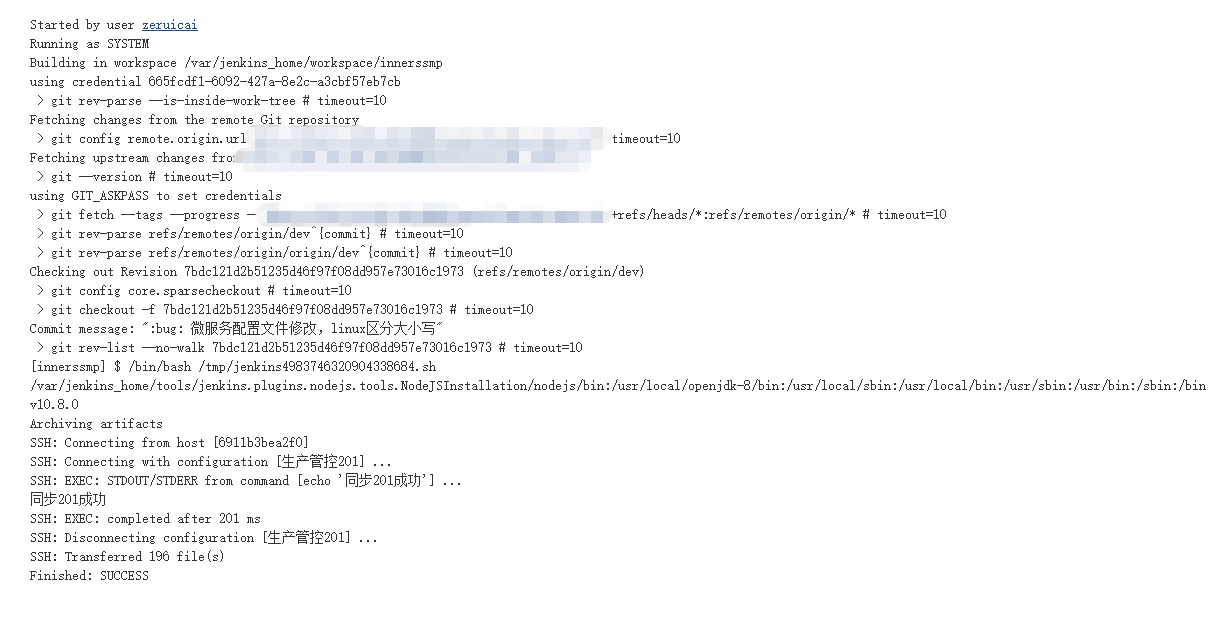 Started by user zeruicai
Running as SYSTEM
Building in workspace /var/jenkins_home/workspace/innerssmp
using credential 665fcdf1-6092-427a-8e2c-a3cbf57eb7cb
> git rev-parse --is-inside-work-tree # timeout=10
Fetching changes from the remote Git repository
> git config remote.origin.url timeout=10
Fetching upstream changes from
> git --version # timeout=10
using GIT_ASKPASS to set credentials
> git fetch --tags --progress — +refs/heads/*:refs/remotes/origin/* # timeout=10
> git rev-parse refs/remotes/origin/dev^{commit} # timeout=10
> git rev-parse refs/remotes/origin/origin/dev^{commit} # timeout=10
Checking out Revision 7bdc121d2b51235d46f97f08dd957e73016c1973 (refs/remotes/origin/dev)
> git config core.sparsecheckout # timeout=10
> git checkout -f 7bdc121d2b51235d46f97f08dd957e73016c1973 # timeout=10
Commit message: ":bug: 微服务配置文件修改，linux区分大小写"
> git rev-list --no-walk 7bdc121d2b51235d46f97f08dd957e73016c1973 # timeout=10
[innerssmp] $ /bin/bash /tmp/jenkins4983746320904338684.sh
/var/jenkins_home/tools/jenkins.plugins.nodejs.tools.NodeJSInstallation/nodejs/bin:/usr/local/openjdk-8/bin:/usr/local/sbin:/usr/local/bin:/usr/sbin:/usr/bin:/sbin:/bin
v10.8.0
Archiving artifacts
SSH: Connecting from host [6911b3bea2f0]
SSH: Connecting with configuration [生产管控201] ...
SSH: EXEC: STDOUT/STDERR from command [echo '同步201成功'] ...
同步201成功
SSH: EXEC: completed after 201 ms
SSH: Disconnecting configuration [生产管控201] ...
SSH: Transferred 196 file(s)
Finished: SUCCESS